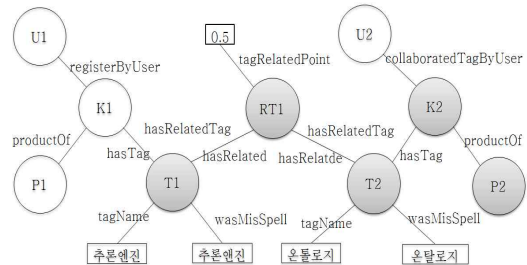 U1
0.5
U2
registerByUser
tagRelatedPoint
collaboratedTagByUser
K1
RT1
K2
productOf
hasRelatedTag
hasRelatedTag
productOf
hasTag
hasRelated
hasRelatde
hasTag
P1
T1
T2
P2
tagName
wasMisSpell
tagName
wasMisSpell
추론엔진
추론앤진
온톨로지
온탈로지